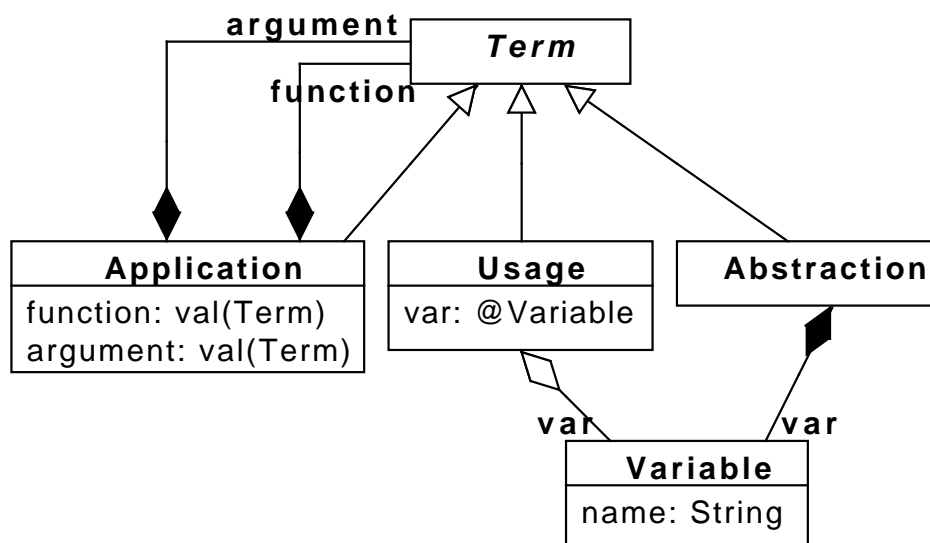 argument
Term
function
Application
function: val(Term)
argument: val(Term)
Usage
var: @Variable
Abstraction
var
var
Variable
name: String